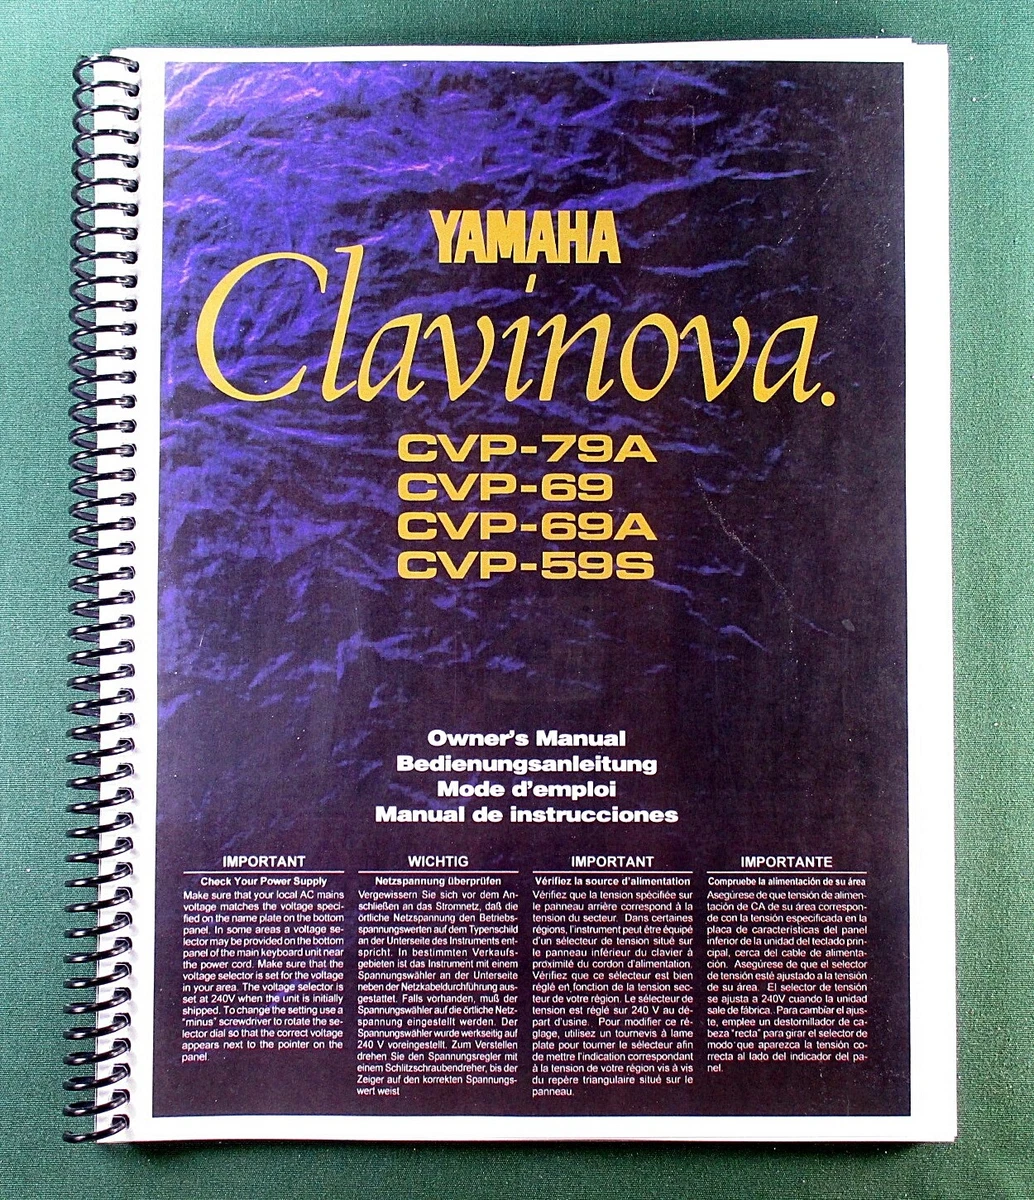 YAMAHA
Clavinova.
CVP-79A
CVP-69
CVP-69A
CVP-59S
Owner's Manual
Bedienungsanleitung
Mode d'emploi
Manual de instrucciones
IMPORTANT
Check Your Power Supply
Make sure that your local AC mains
voltage matches the voltage speci-
fied on the name plate on the bottom
panel. In some areas a voltage se-
lector may be provided on the bottom
panel of the main keyboard unit near
the power cord. Make sure that the
voltage selector is set for the voltage
in your area. The voltage selector is
set at 240V when the unit is initially
shipped. To change the setting use a
"minus" screwdriver to rotate the se-
lector dial so that the correct voltage
appears next to the pointer on the
panel.
WICHTIG
Netzspannung überprüfen
Vergewissern Sie sich vor dem An-
schließen an das Stromnetz, daß die
örtliche Netzspannung den Betriebs-
spannungswerten auf dem Typenschild
an der Unterseite des Instruments ent-
spricht. In bestimmten Verkaufs-
gebieten ist das Instrument mit einem
Spannungswähler an der Unterseite
neben der Netzkabeldurchführung aus-
gestattet. Falls vorhanden, muß der
Spannungswähler auf die örtliche Netz-
spannung eingestellt werden. Der
Spannungswähler wurde werkseitig auf
240 V voreingestellt. Zum Verstellen
drehen Sie den Spannungsregler mit
einem Schlitzschraubendreher, bis der
Zeiger auf den korrekten Spannungs-
wert weist
IMPORTANT
Vérifiez la source d'alimentation
Vérifiez que la tension spécifiée sur
le panneau arrière correspond à la
tension du secteur. Dans certaines
régions, l'instrument peut être équipé
d'un sélecteur de tension situé sur
le panneau inférieur du clavier à
proximité du cordon d'alimentation.
Vérifiez que ce sélecteur est bien
réglé en fonction de la tension sec-
teur de votre région. Le sélecteur de
tension est réglé sur 240 V au dé-
part d'usine. Pour modifier ce ré-
glage, utilisez un tournevis à lame
plate pour tourner le sélecteur afin
de mettre l'indication correspondant
à la tension de votre région vis à vis
du repère triangulaire situé sur le
panneau.
IMPORTANTE
Compruebe la alimentación de su área
Asegúrese de que tensión de alimen-
tación de CA de su área correspon-
de con la tensión especificada en la
placa de características del panel
inferior de la unidad del teclado prin-
cipal, cerca del cable de alimenta-
ción. Asegúrese de que el selector
de tensión esté ajustado a la tensión
de su área. El selector de tensión
se ajusta a 240V cuando la unidad
sale de fábrica. Para cambiar el ajus-
te, emplee un destornillador de ca-
beza "recta" para girar el selector de
modo que aparezca la tensión co-
rrecta al lado del indicador del pa-
nel.